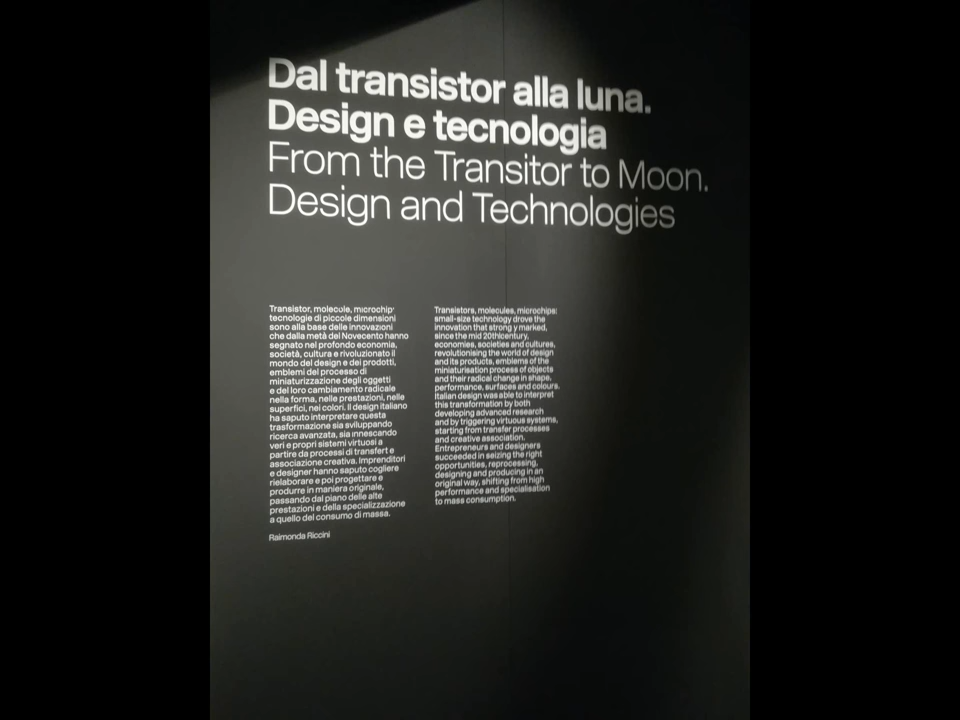 Dal transistor alla luna.
Design e tecnologia
From the Transitor to Moon.
Design and Technologies
Transistor, molecule, microchip:
tecnologie di piccole dimensioni
sono alla base delle innovazioni
che dalla metà del Novecento hanno
segnato nel profondo economia,
società, cultura e rivoluzionato il
mondo del design e dei prodotti,
emblemi del processo di
miniaturizzazione degli oggetti
e del loro cambiamento radicale
nella forma, nelle prestazioni, nelle
superfici, nei colori. Il design italiano
ha saputo interpretare questa
trasformazione sia sviluppando
ricerca avanzata, sia innescando
veri e propri sistemi virtuosi a
partire da processi di transfert e
associazione creativa. Imprenditori
e designer hanno saputo cogliere
rielaborare e poi progettare e
produrre in maniera originale,
passando dal piano delle alte
prestazioni e della specializzazione
a quello del consumo di massa.
Raimonda Riccini
Transistors, molecules, microchips:
small-size technology drove the
innovation that strong y marked,
since the mid 20thcentury,
economies, societies and cultures,
revolutionising the world of design
and its products, emblems of the
miniaturisation process of objects
and their radical change in shape,
performance, surfaces and colours.
Italian design was able to interpret
this transformation by both
developing advanced research
and by triggering virtuous systems,
starting from transfer processes
and creative association.
Entrepreneurs and designers
succeeded in seizing the right
opportunities, reprocessing,
designing and producing in an
original way, shifting from high
performance and specialisation
to mass consumption.